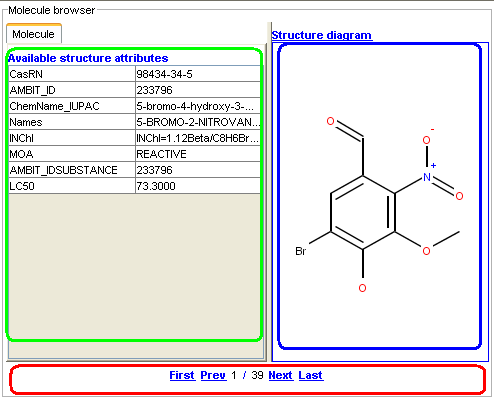 Molecule browser
Molecule
Structure diagram
Available structure attributes
CasRN 98434-34-5
AMBIT_ID 233796
ChemName_IUPAC 5-bromo-4-hydroxy-3-...
Names 5-BROMO-2-NITROVAN...
INChI INChI=1.12Beta/C8H6Br...
MOA REACTIVE
AMBIT_IDSUBSTANCE 233796
LC50 73.3000
O
O -
N +
O
Br
O
O
First Prev 1 / 39 Next Last